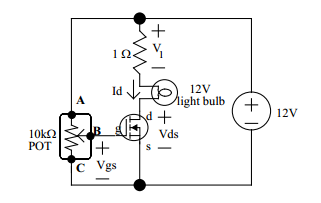 +
1 Ω
V1
Id
12V
light bulb
A
+
12V
d +
10kΩ
POT
B
g
Vds
+
s
C
Vgs